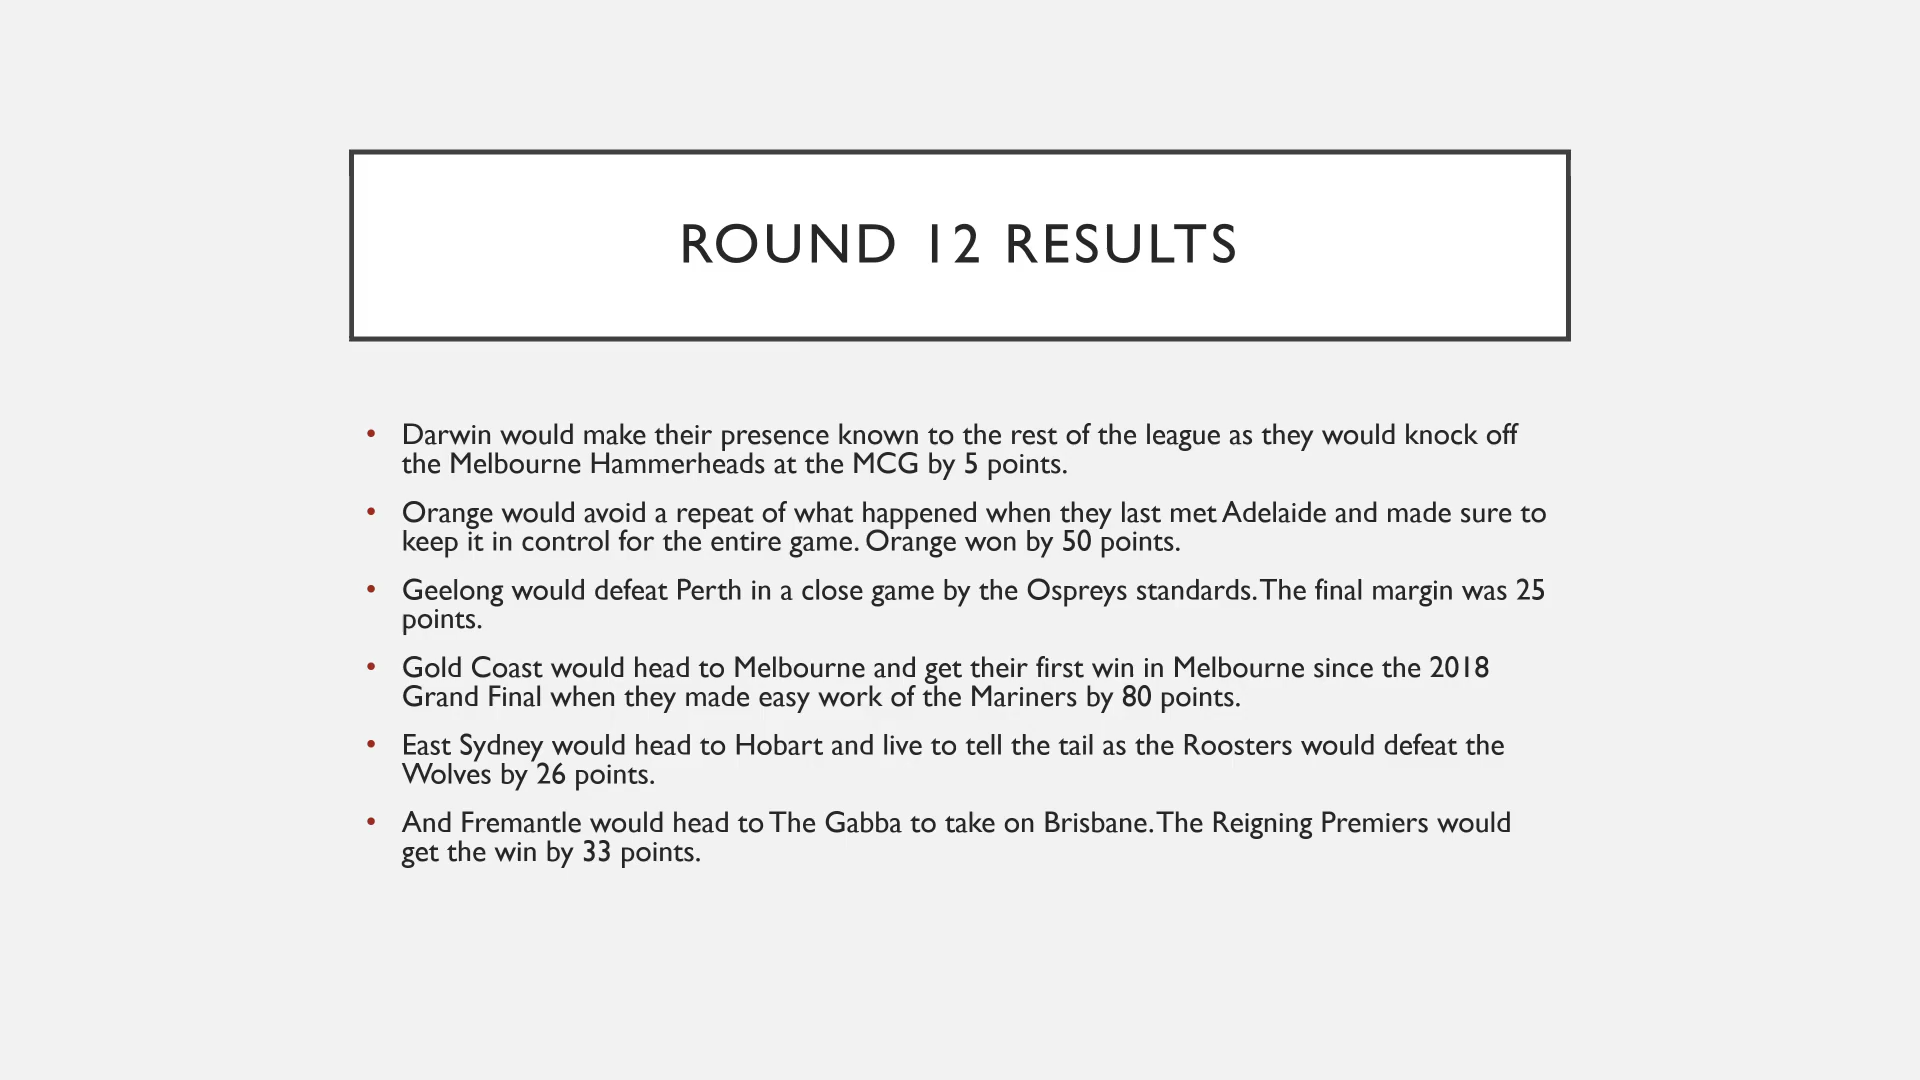 ROUND 12 RESULTS
• Darwin would make their presence known to the rest of the league as they would knock off
the Melbourne Hammerheads at the MCG by 5 points.
• Orange would avoid a repeat of what happened when they last met Adelaide and made sure to
keep it in control for the entire game. Orange won by 50 points.
• Geelong would defeat Perth in a close game by the Ospreys standards. The final margin was 25
points.
• Gold Coast would head to Melbourne and get their first win in Melbourne since the 2018
Grand Final when they made easy work of the Mariners by 80 points.
• East Sydney would head to Hobart and live to tell the tail as the Roosters would defeat the
Wolves by 26 points.
• And Fremantle would head to The Gabba to take on Brisbane. The Reigning Premiers would
get the win by 33 points.